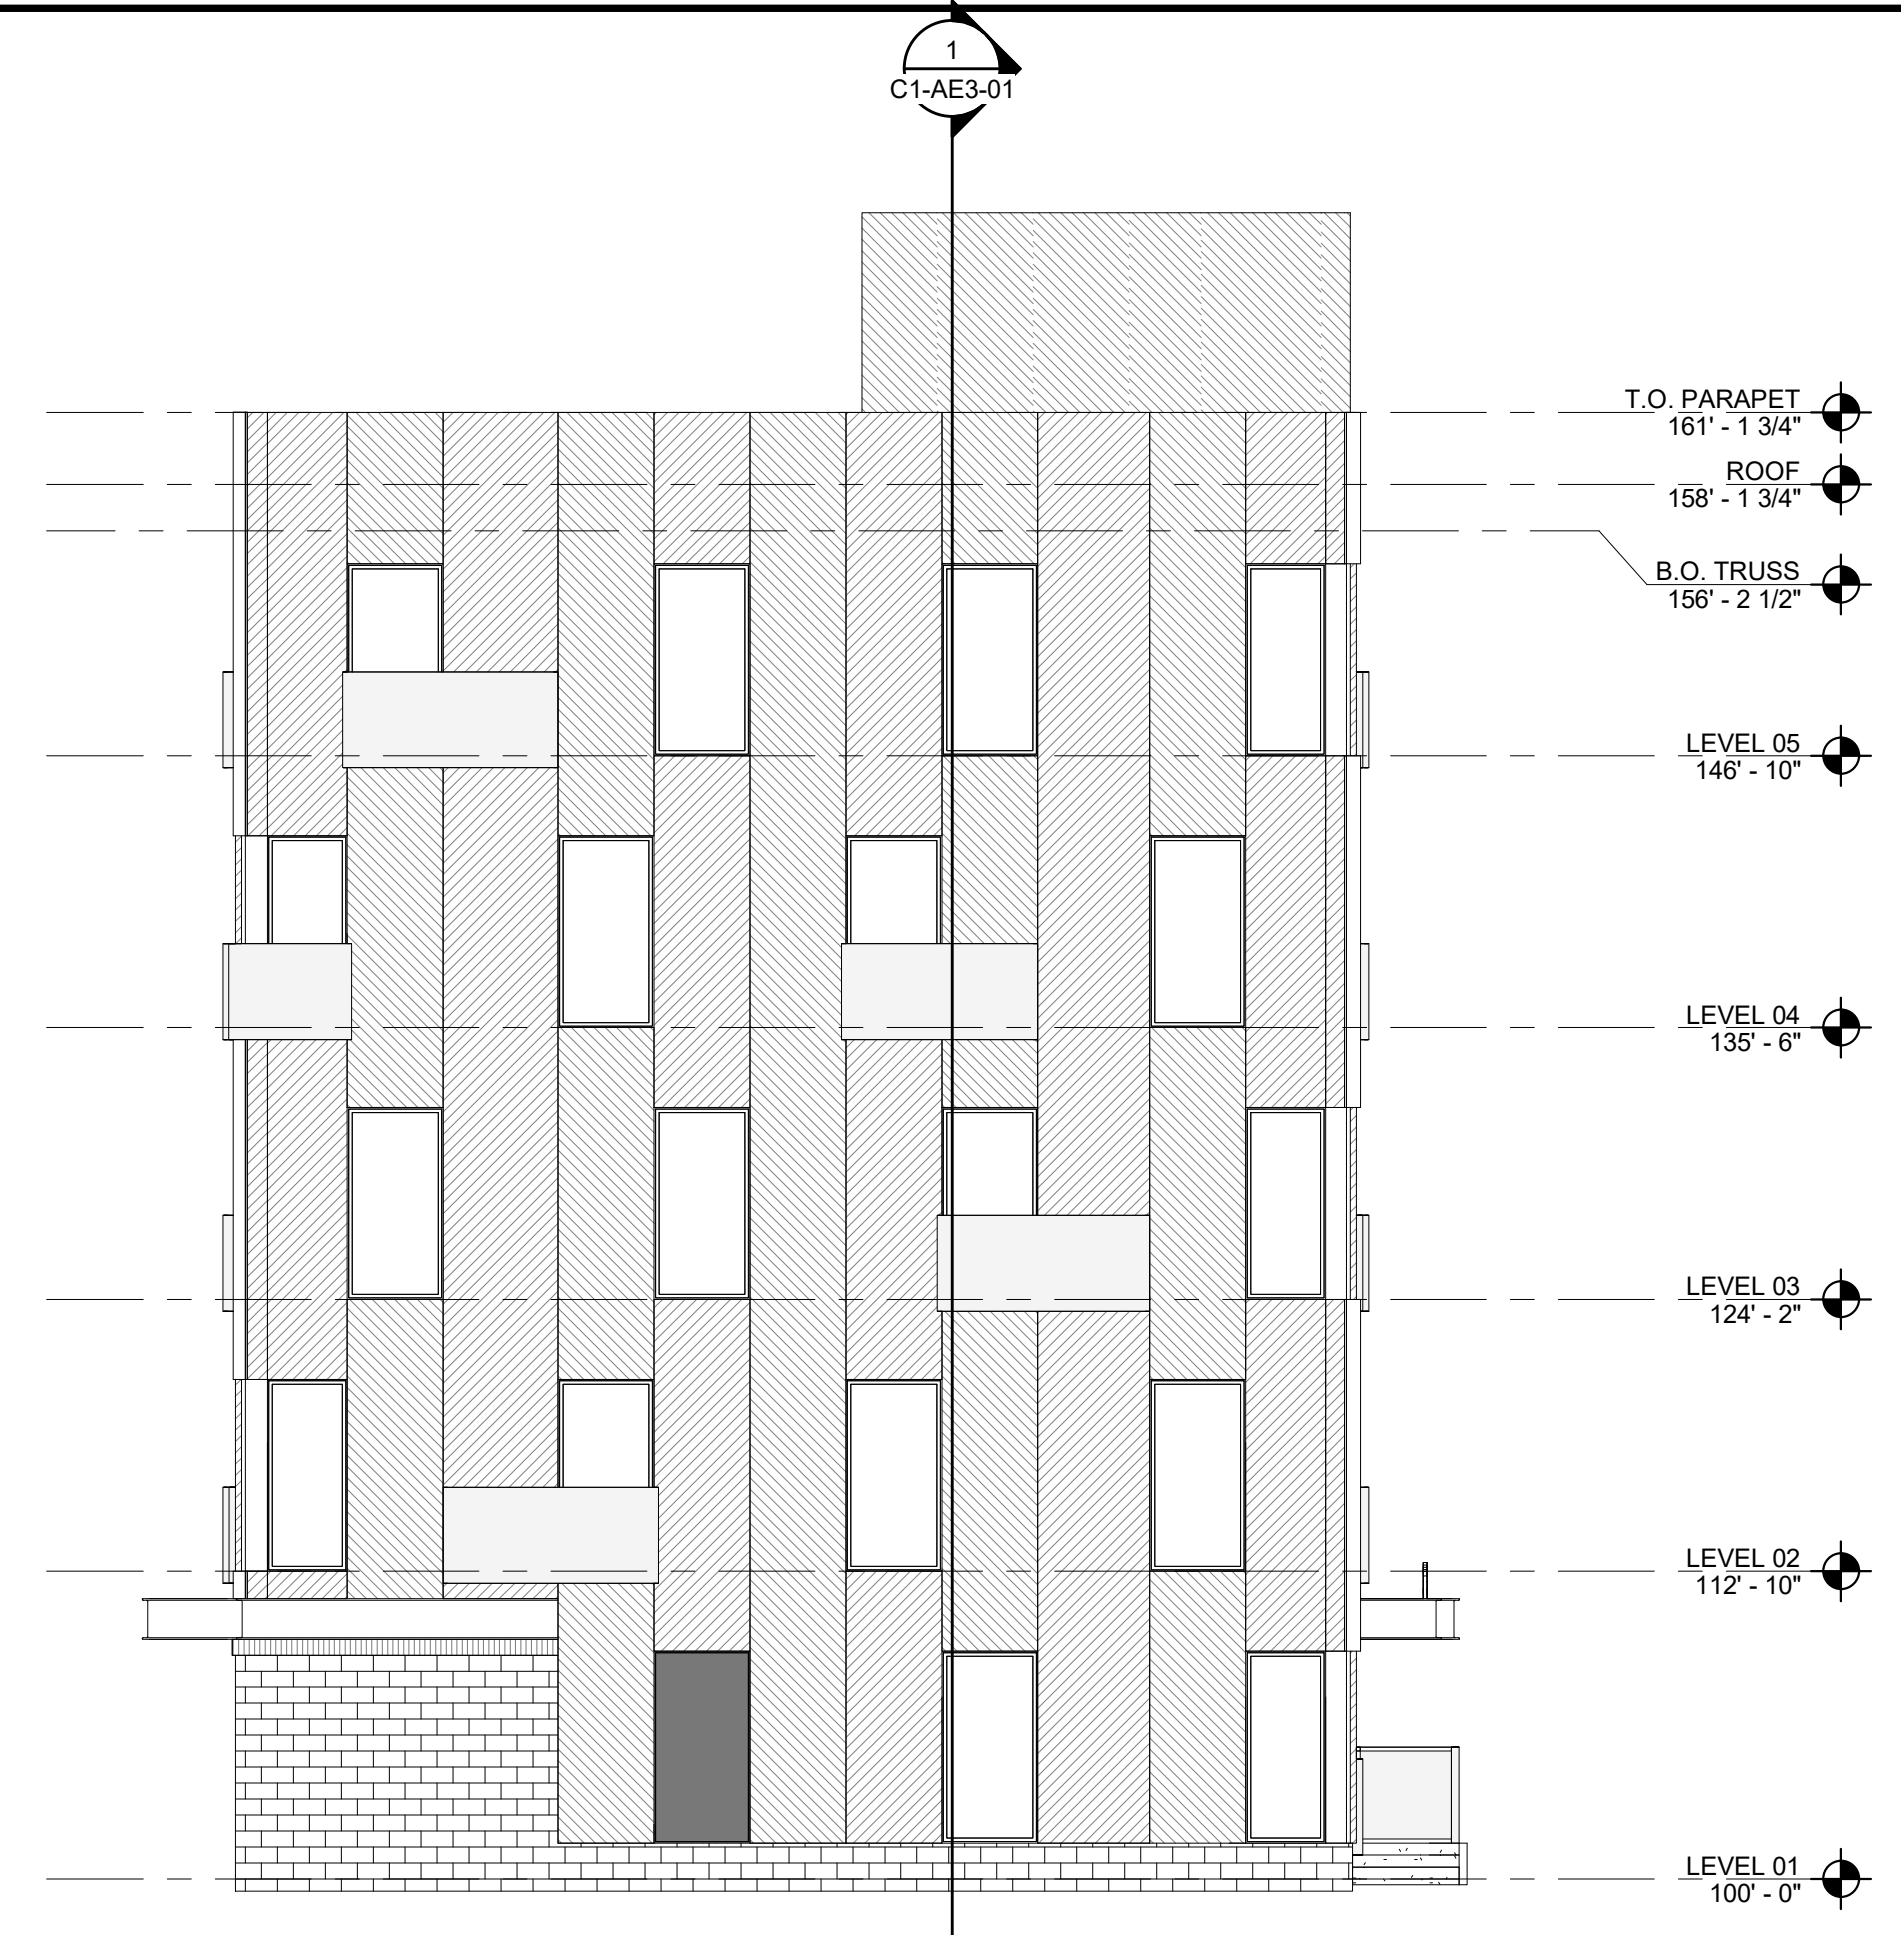 1
C1-AE3-01
T.O. PARAPET
161' - 1 3/4"
ROOF
158' - 1 3/4"
B.O. TRUSS
156' - 2 1/2"
LEVEL 05
146' - 10"
LEVEL 04
135' - 6"
LEVEL 03
124' - 2"
LEVEL 02
112' - 10"
LEVEL 01
100' - 0"